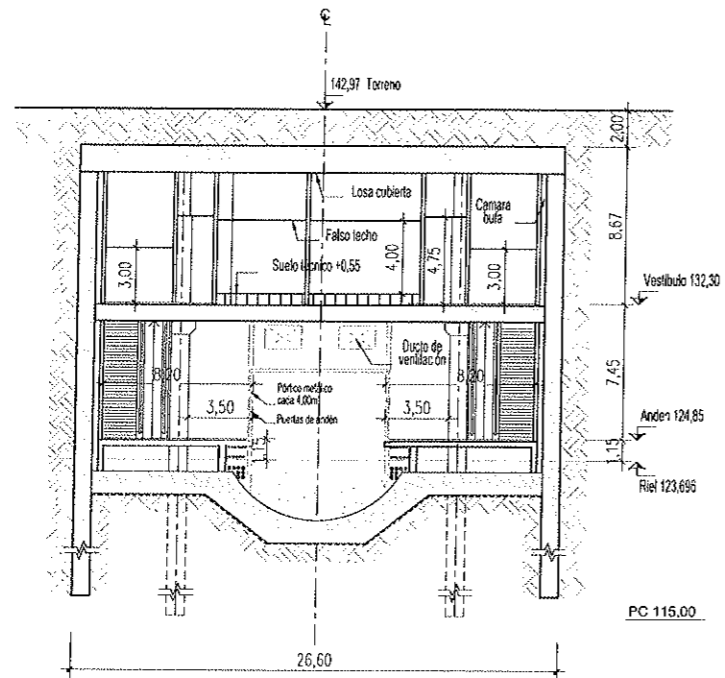 ℄
142,97 Terreno
2,00
Losa cubierta
Camara
bufa
Falso techo
8,67
Suelo técnico +0,55
3,00
4,00
4,75
3,00
Vestibulo 132,30
Ducto de
ventilación
7,45
8,20
8,20
Pórtico metálico
cada 4,00m
3,50
Puertas de andén
3,50
Anden 124,85
1,15
Riel 123,695
PC 115,00
26,60